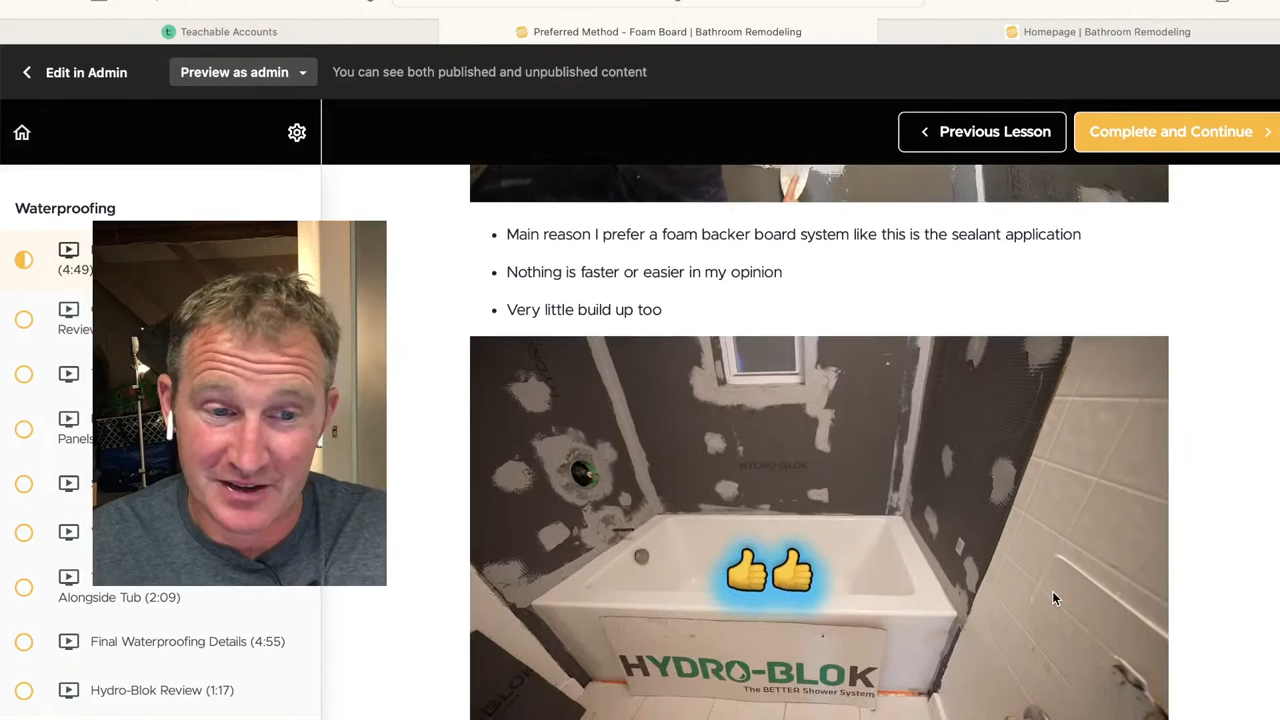 Teachable Accounts
Preferred Method - Foam Board | Bathroom Remodeling
Homepage | Bathroom Remodeling
Edit in Admin
Preview as admin
You can see both published and unpublished content
Previous Lesson
Complete and Continue
Waterproofing
(4:49)
Review
Panels
Alongside Tub (2:09)
Final Waterproofing Details (4:55)
Hydro-Blok Review (1:17)
• Main reason I prefer a foam backer board system like this is the sealant application
• Nothing is faster or easier in my opinion
• Very little build up too
HYDRO-BLOK
HYDRO-BLOK
The BETTER Shower System